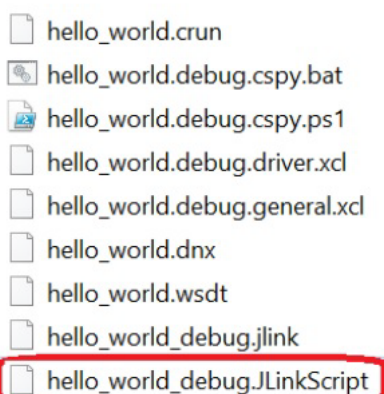 hello_world.crun
hello_world.debug.cspy.bat
hello_world.debug.cspy.ps1
hello_world.debug.driver.xcl
hello_world.debug.general.xcl
hello_world.dnx
hello_world.wsdt
hello_world_debug.jlink
hello_world_debug.JLinkScript